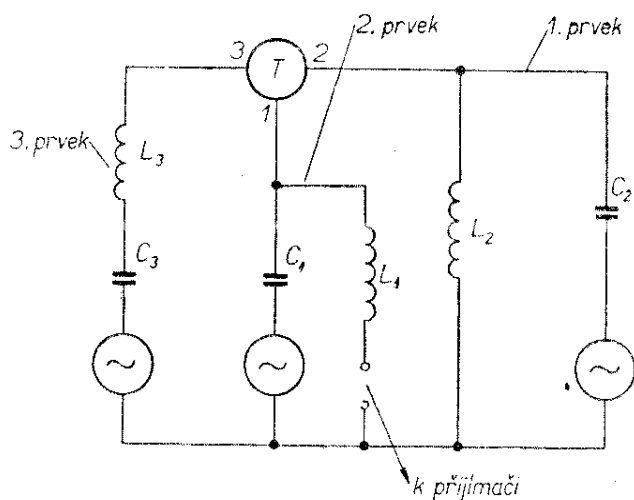 2. prvek
1. prvek
3
T
2
1
3. prvek
L₃
C₂
L₂
C₃
C₁
L₁
~
~
~
k přijímači